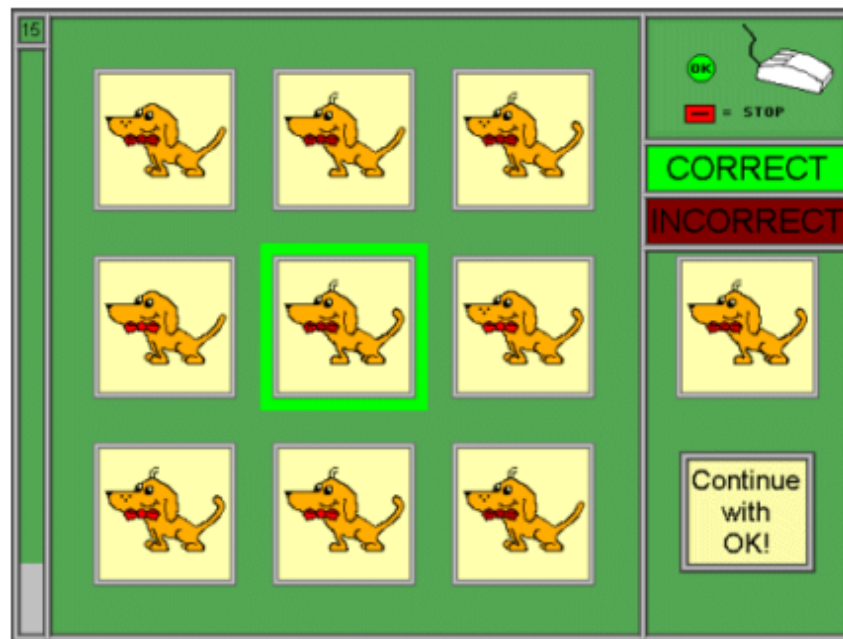 15
OK
= STOP
CORRECT
INCORRECT
Continue
with
OK!